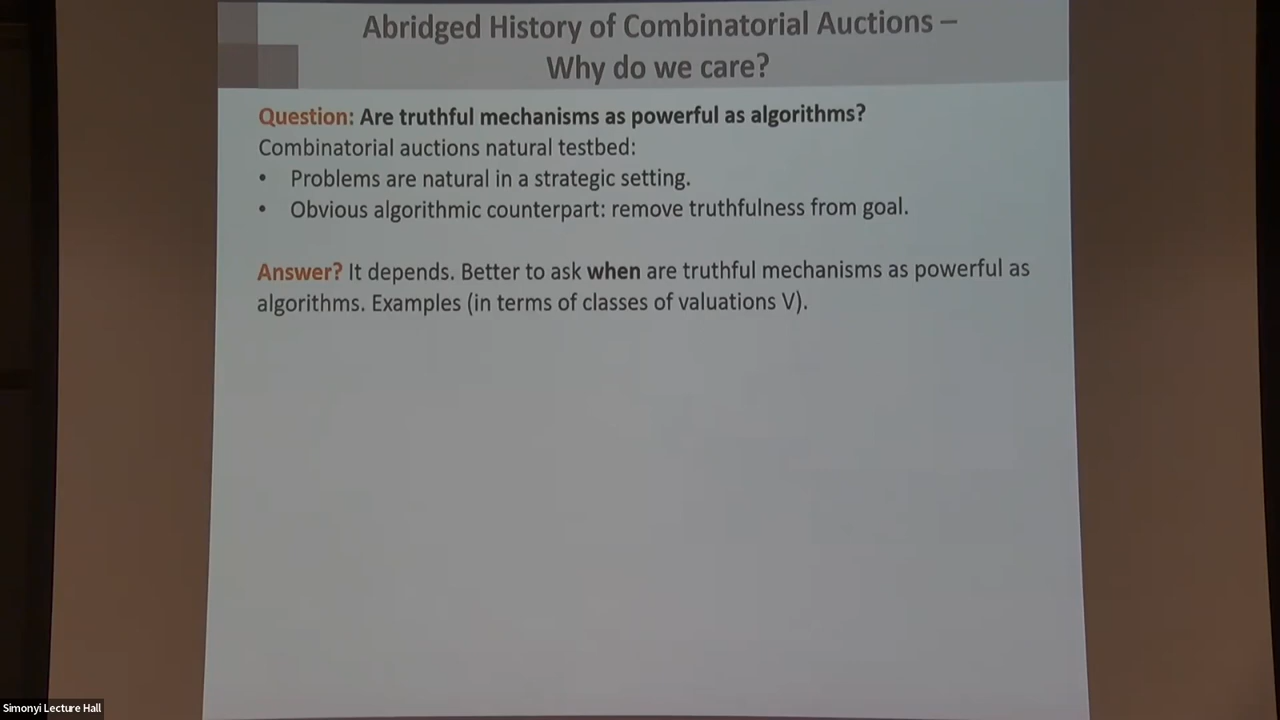 Abridged History of Combinatorial Auctions –
Why do we care?
Question: Are truthful mechanisms as powerful as algorithms?
Combinatorial auctions natural testbed:
• Problems are natural in a strategic setting.
• Obvious algorithmic counterpart: remove truthfulness from goal.
Answer? It depends. Better to ask when are truthful mechanisms as powerful as
algorithms. Examples (in terms of classes of valuations V).
Simonyi Lecture Hall